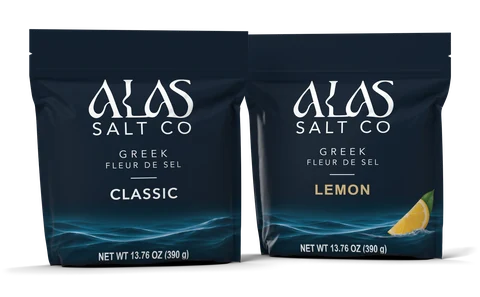 ALAS
SALT CO
GREEK
FLEUR DE SEL
CLASSIC
NET WT 13.76 OZ (390 g)
ALAS
SALT CO
GREEK
FLEUR DE SEL
LEMON
NET WT 13.76 OZ (390 g)